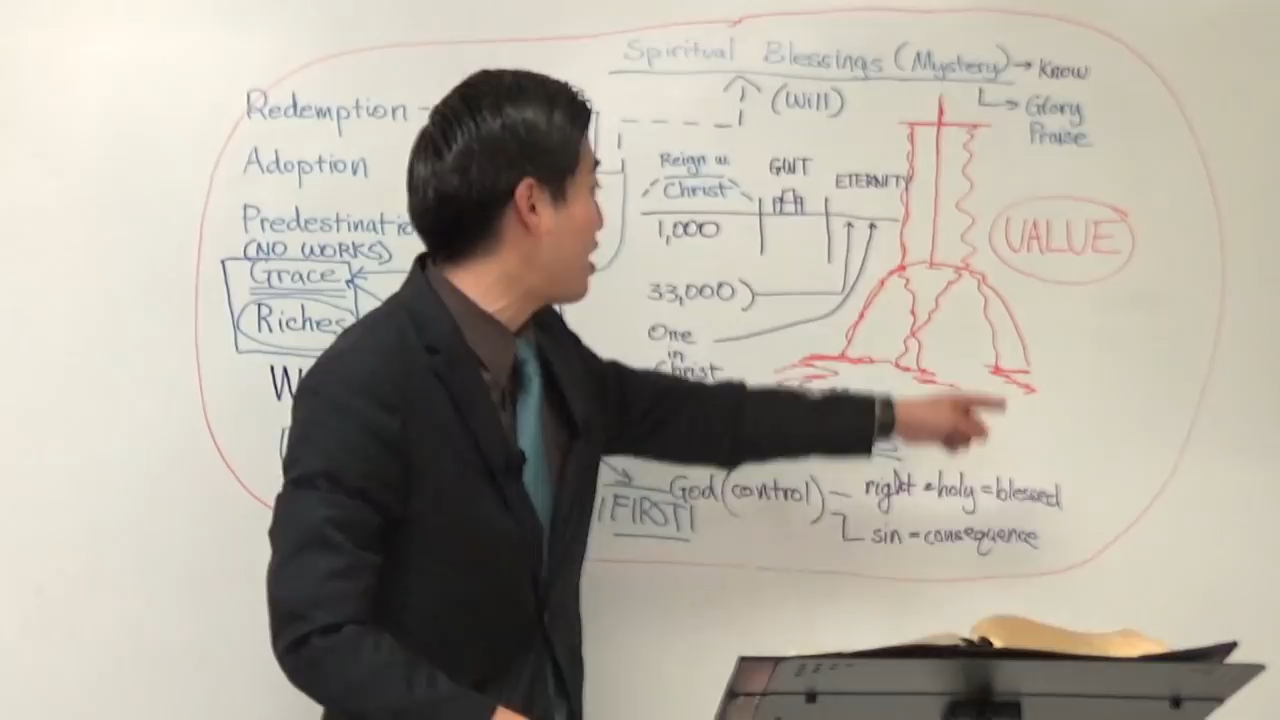 Spiritual Blessings (Mystery) → Know
(Will)
Glory
Praise
Redemption -
Adoption
Predestinatio
(NO WORKS)
Grace
Riches
Reign w.
Christ
GWT
ETERNITY
1,000
VALUE
33,000)
One
in
Christ
God (control) - right = holy = blessed
FIRST
sin = consequence